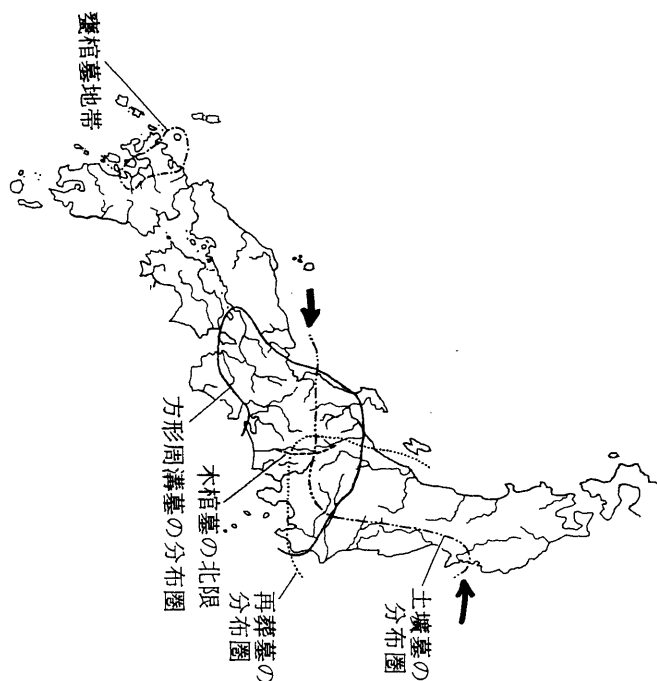 甕棺墓地帯
方形周溝墓の分布圏
木棺墓の北限
再葬墓の
分布圏
土壙墓の
分布圏